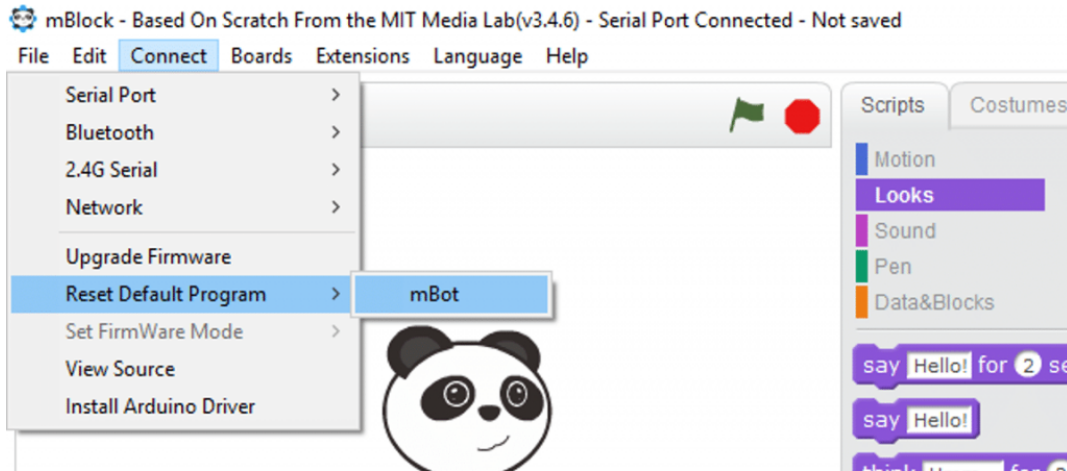 mBlock - Based On Scratch From the MIT Media Lab(v3.4.6) - Serial Port Connected - Not saved
File Edit Connect Boards Extensions Language Help
Serial Port
Bluetooth
2.4G Serial
Network
Upgrade Firmware
Reset Default Program
mBot
Set FirmWare Mode
View Source
Install Arduino Driver
Scripts Costumes
Motion
Looks
Sound
Pen
Data&Blocks
say Hello! for 2 se
say Hello!